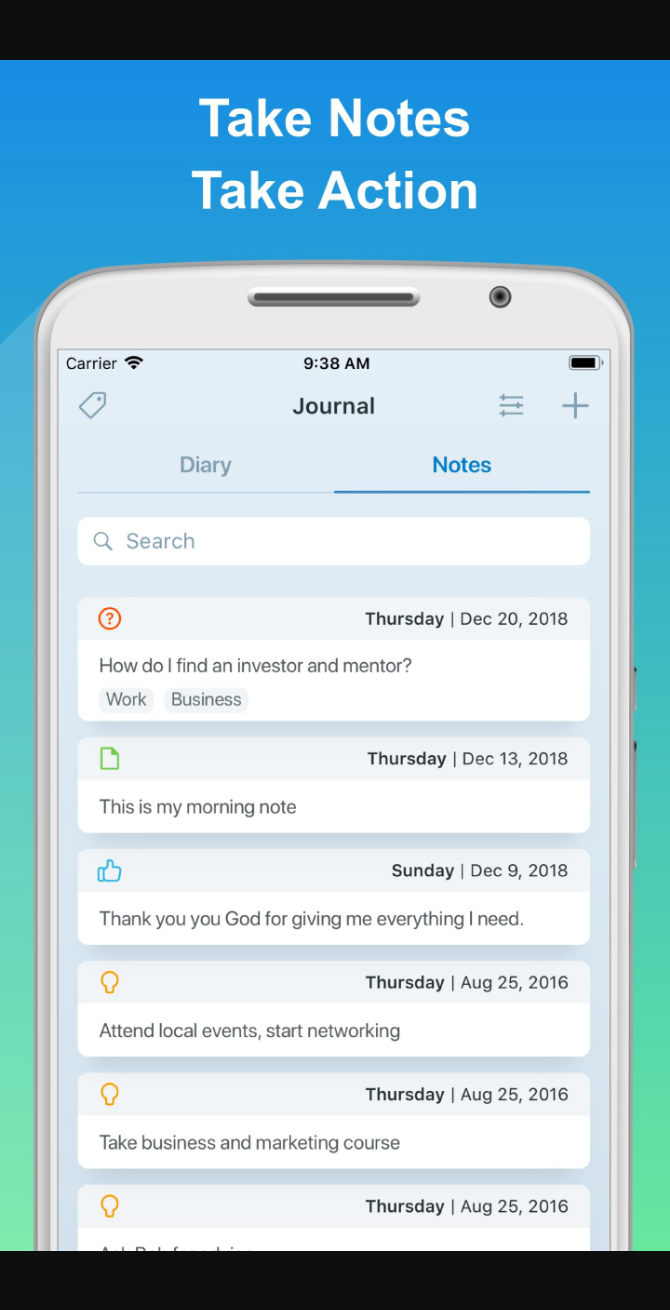 Take Notes
Take Action
Carrier 9:38 AM
Journal
Diary Notes
Search
Thursday | Dec 20, 2018
How do I find an investor and mentor?
Work Business
Thursday | Dec 13, 2018
This is my morning note
Sunday | Dec 9, 2018
Thank you you God for giving me everything I need.
Thursday | Aug 25, 2016
Attend local events, start networking
Thursday | Aug 25, 2016
Take business and marketing course
Thursday | Aug 25, 2016